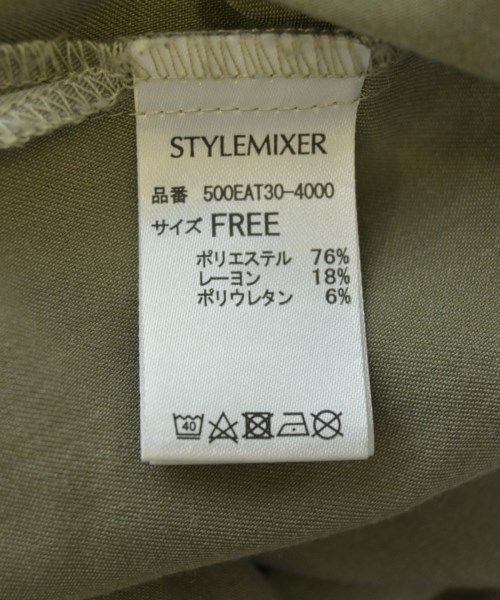 STYLEMIXER
品番 500EAT30-4000
サイズ FREE
ポリエステル 76%
レーヨン 18%
ポリウレタン 6%
40